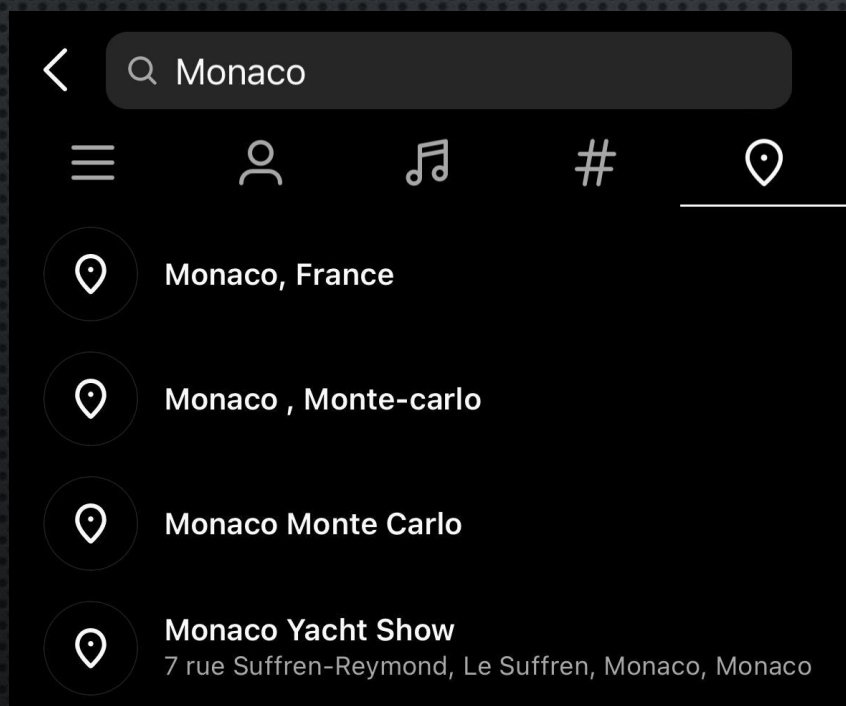 Monaco
Monaco, France
Monaco , Monte-carlo
Monaco Monte Carlo
Monaco Yacht Show
7 rue Suffren-Reymond, Le Suffren, Monaco, Monaco